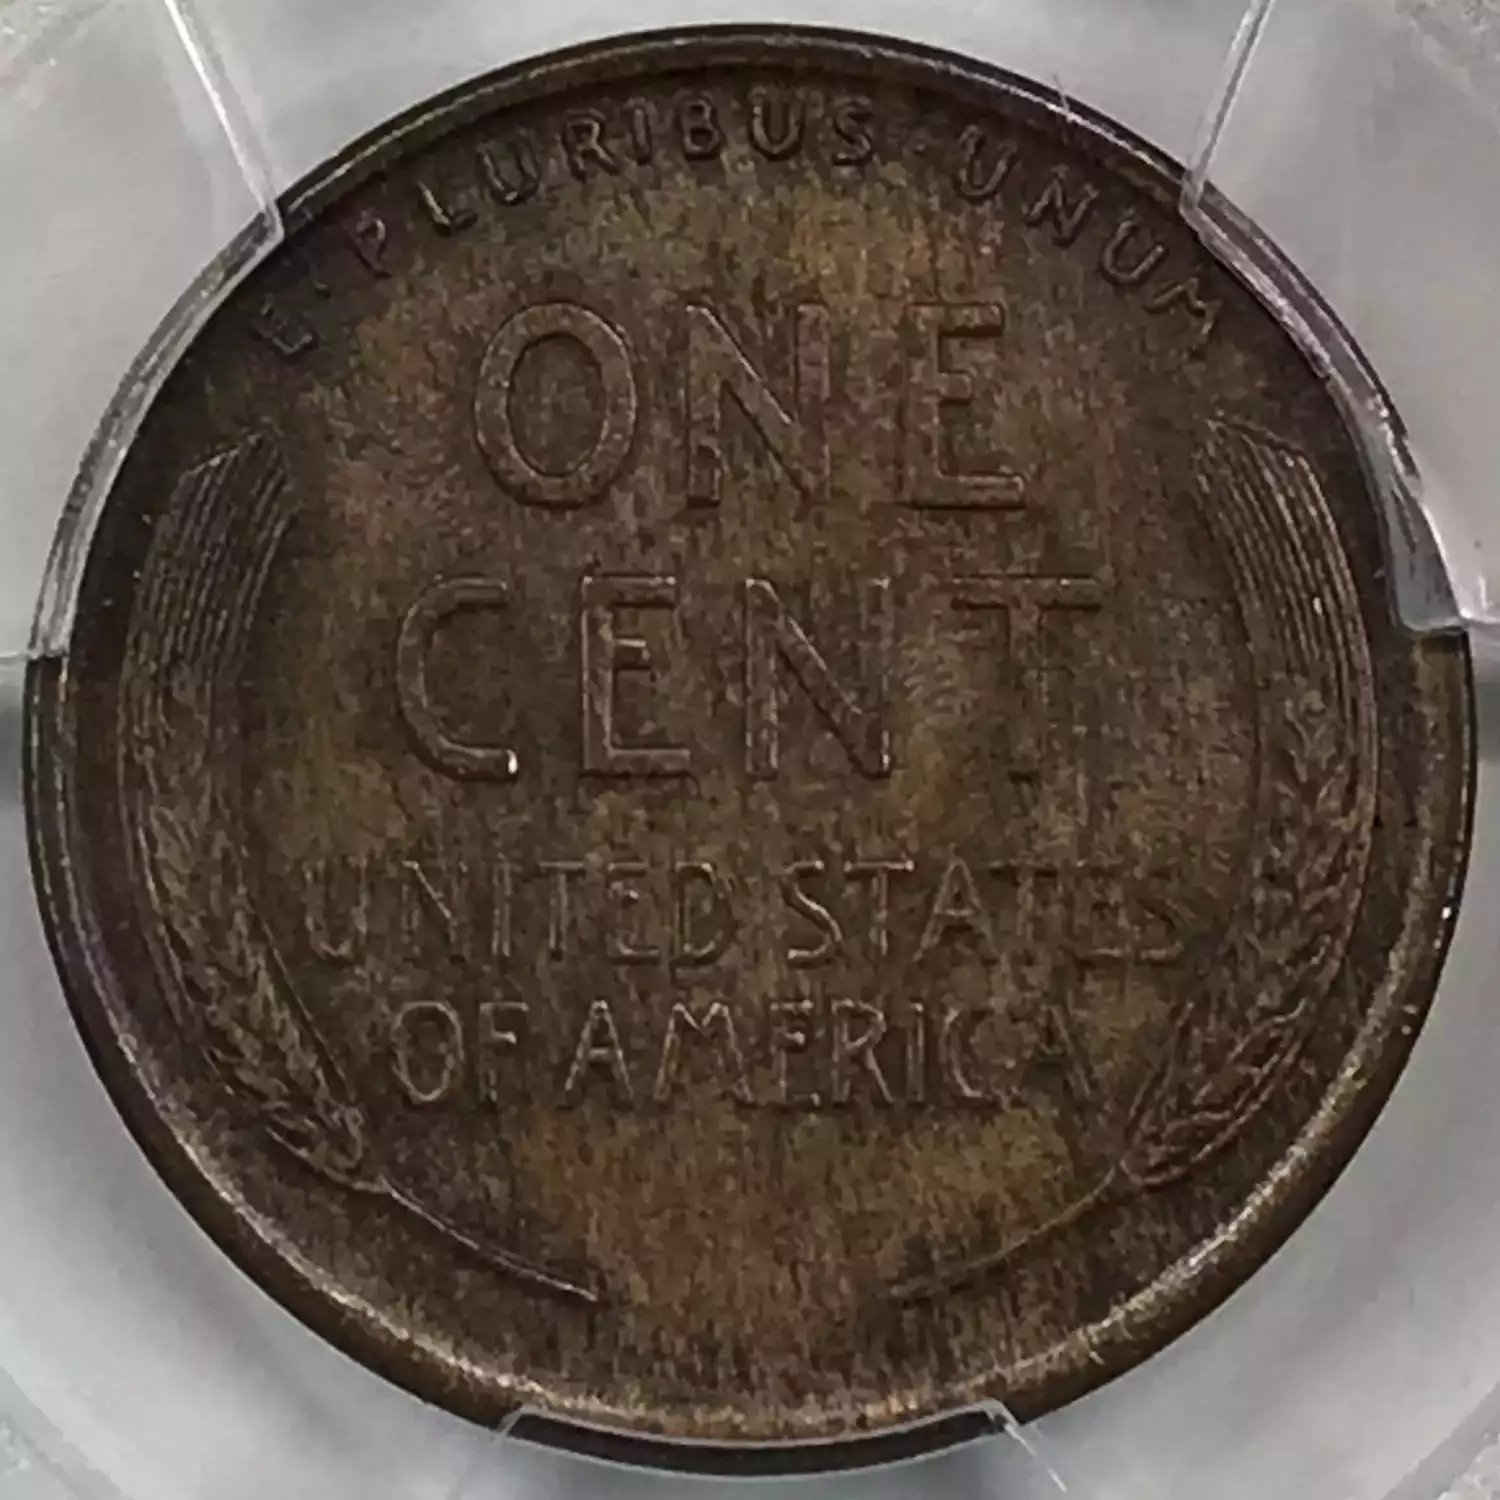 E·PLURIBUS·UNUM
ONE
CENT
UNITED STATES
OF AMERICA